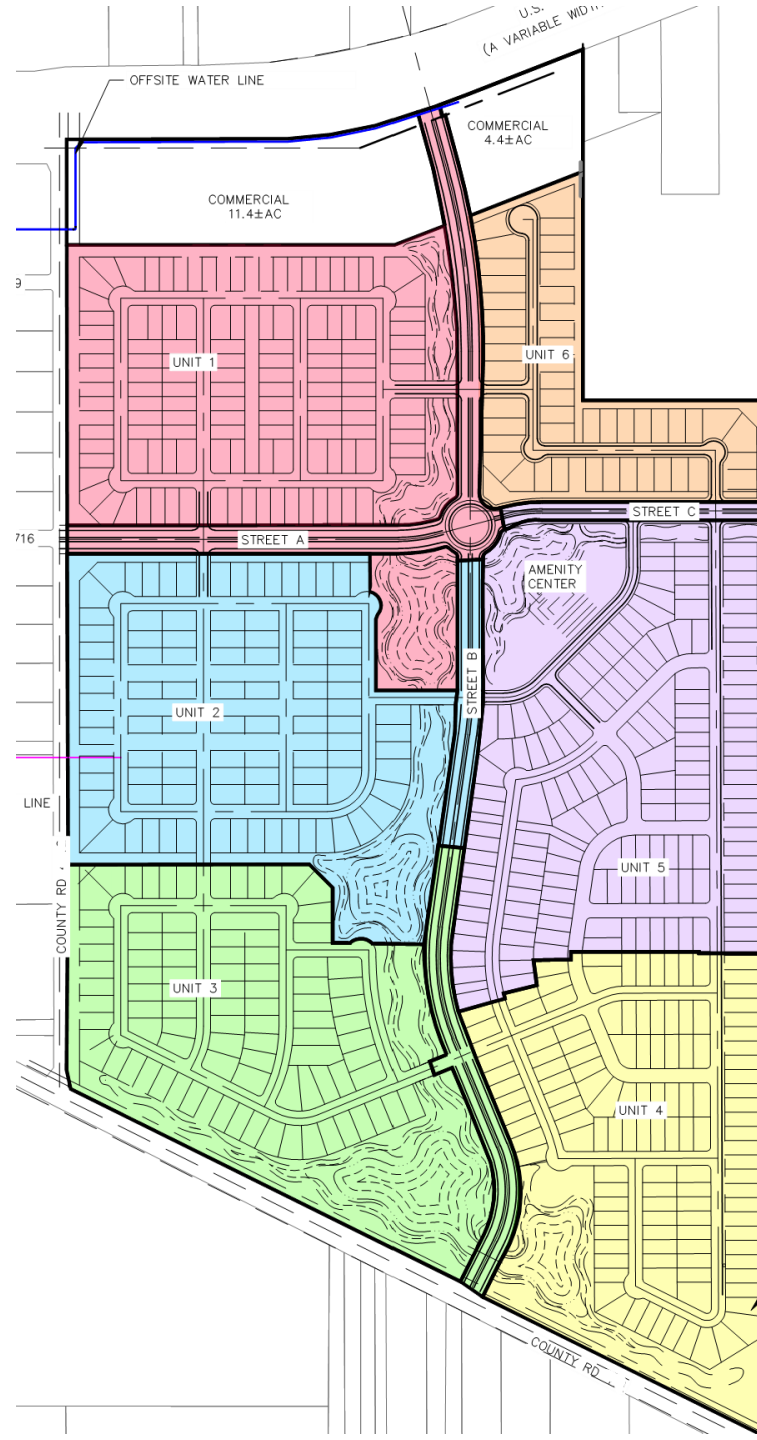 U.S.
(A VARIABLE WIDTH
OFFSITE WATER LINE
COMMERCIAL
4.4±AC
COMMERCIAL
11.4±AC
9
UNIT 1
UNIT 6
STREET C
716
STREET A
AMENITY
CENTER
STREET B
UNIT 2
LINE
UNIT 5
COUNTY RD
UNIT 3
UNIT 4
COUNTY RD